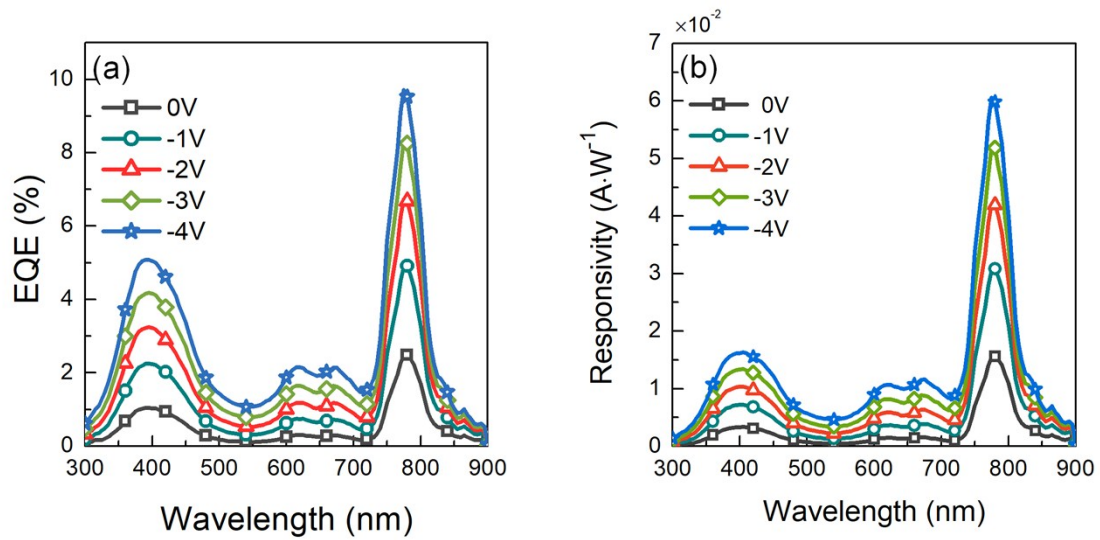 (a)
EQE (%)
10
8
6
4
2
0
0V
-1V
-2V
-3V
-4V
300 400 500 600 700 800 900
Wavelength (nm)
×10⁻²
(b)
Responsivity (A·W⁻¹)
7
6
5
4
3
2
1
0
0V
-1V
-2V
-3V
-4V
300 400 500 600 700 800 900
Wavelength (nm)